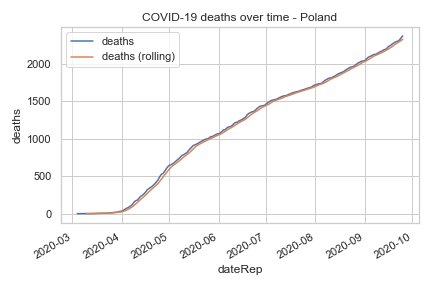 COVID-19 deaths over time - Poland
deaths
deaths (rolling)
2000
1500
1000
500
0
deaths
2020-03
2020-04
2020-05
2020-06
2020-07
2020-08
2020-09
2020-10
dateRep